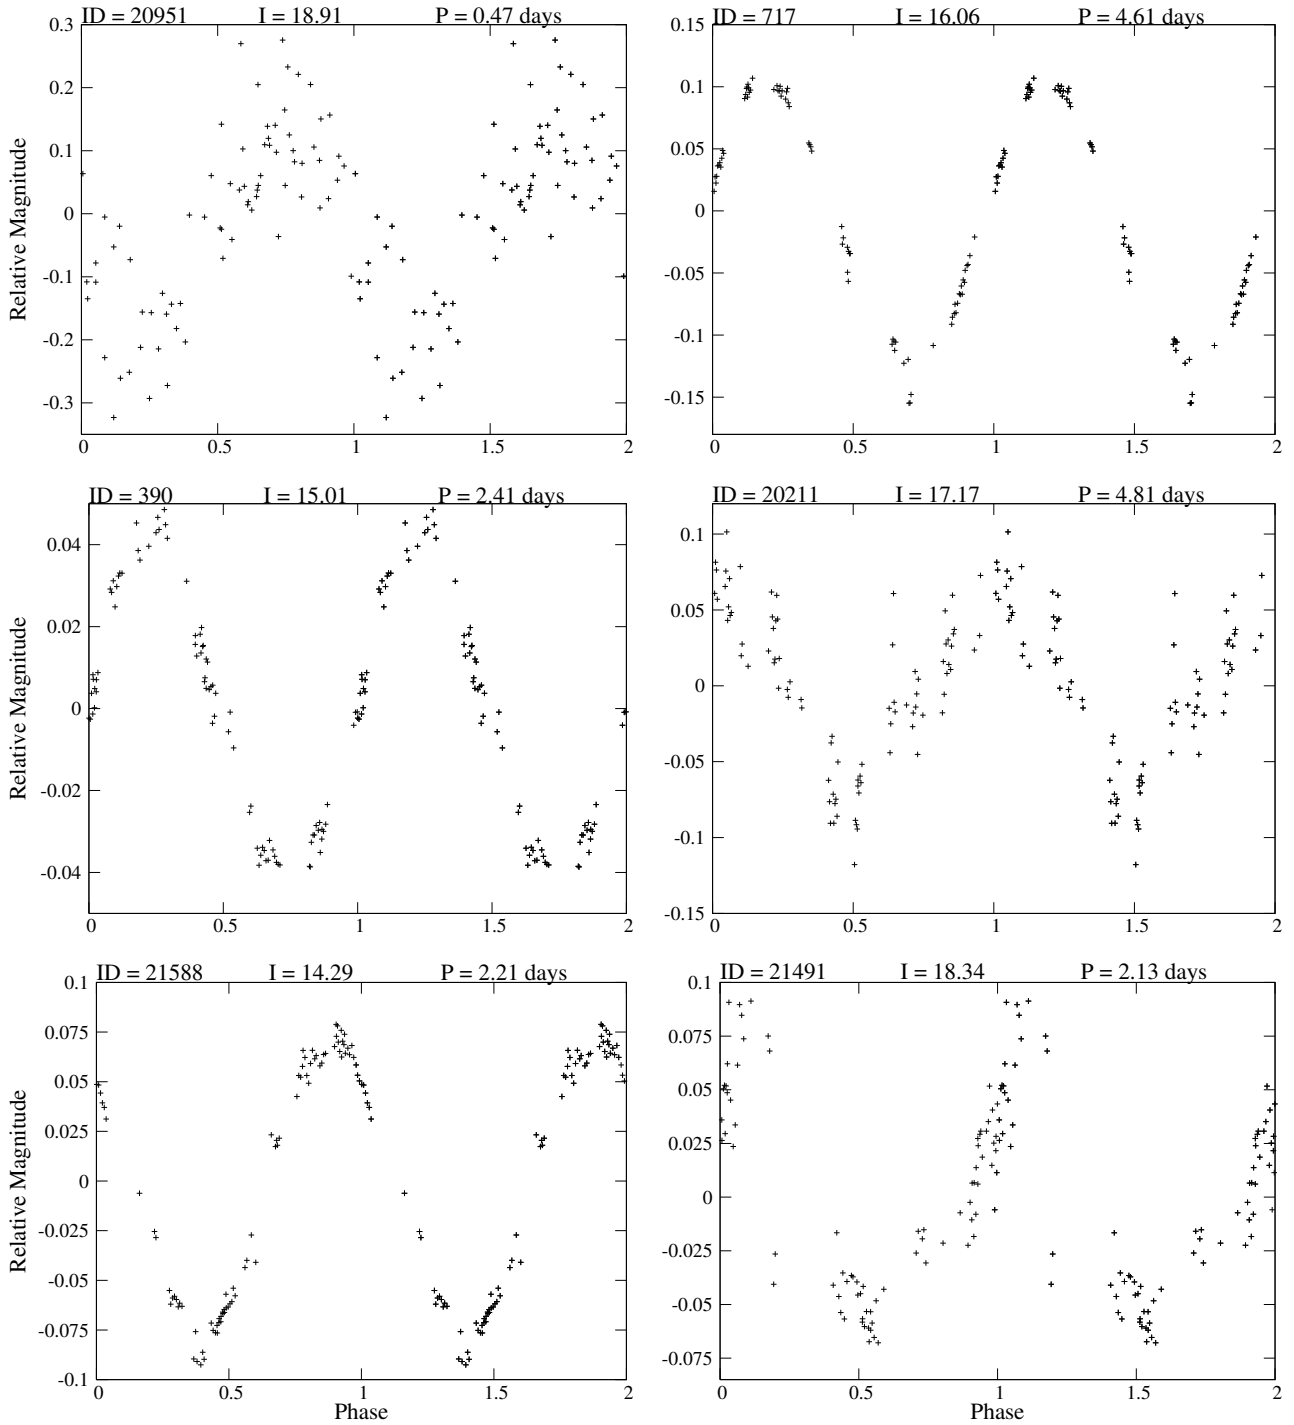 ID = 20951 I = 18.91 P = 0.47 days
0.3
0.2
0.1
0
-0.1
-0.2
-0.3
0 0.5 1 1.5 2
Relative Magnitude
ID = 717 I = 16.06 P = 4.61 days
0.15
0.1
0.05
0
-0.05
-0.1
-0.15
0 0.5 1 1.5 2
ID = 390 I = 15.01 P = 2.41 days
0.04
0.02
0
-0.02
-0.04
0 0.5 1 1.5 2
Relative Magnitude
ID = 20211 I = 17.17 P = 4.81 days
0.1
0.05
0
-0.05
-0.1
-0.15
0 0.5 1 1.5 2
ID = 21588 I = 14.29 P = 2.21 days
0.1
0.075
0.05
0.025
0
-0.025
-0.05
-0.075
-0.1
0 0.5 1 1.5 2
Relative Magnitude
Phase
ID = 21491 I = 18.34 P = 2.13 days
0.1
0.075
0.05
0.025
0
-0.025
-0.05
-0.075
0 0.5 1 1.5 2
Phase